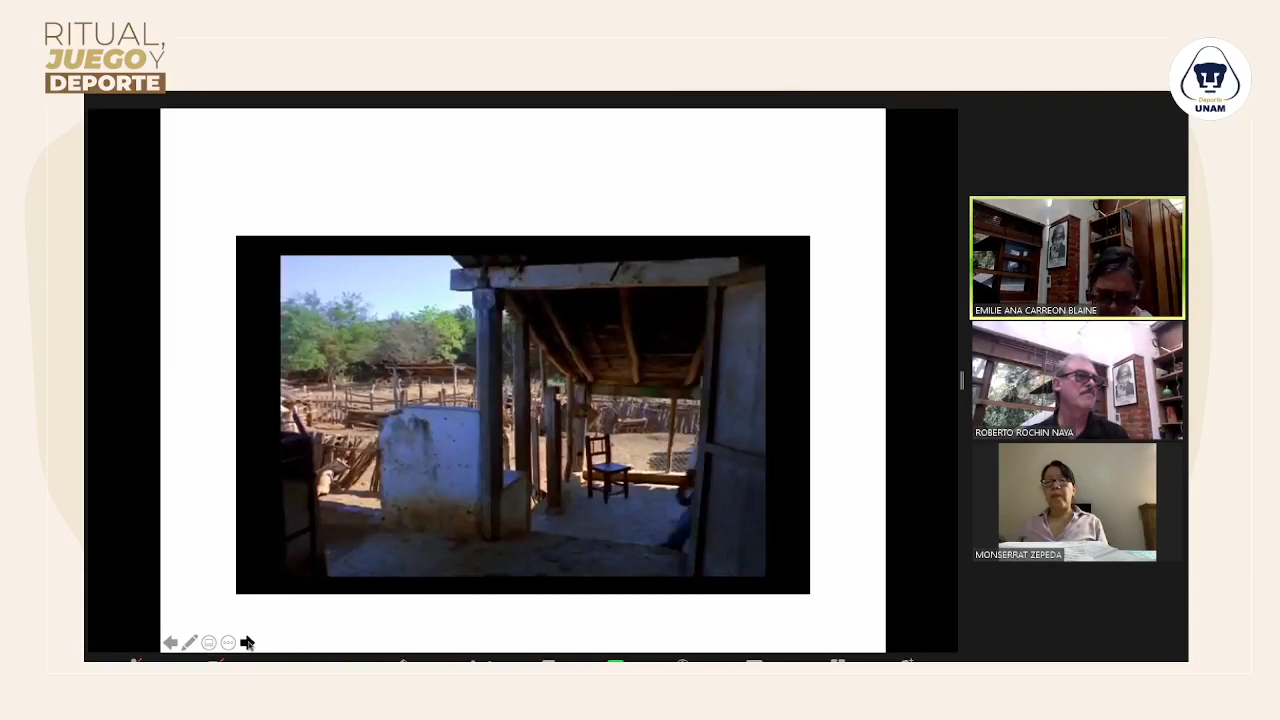 RITUAL,
JUEGO Y
DEPORTE
Deporte
UNAM
EMILIE ANA CARREON BLAINE
ROBERTO ROCHIN NAYA
MONSERRAT ZEPEDA